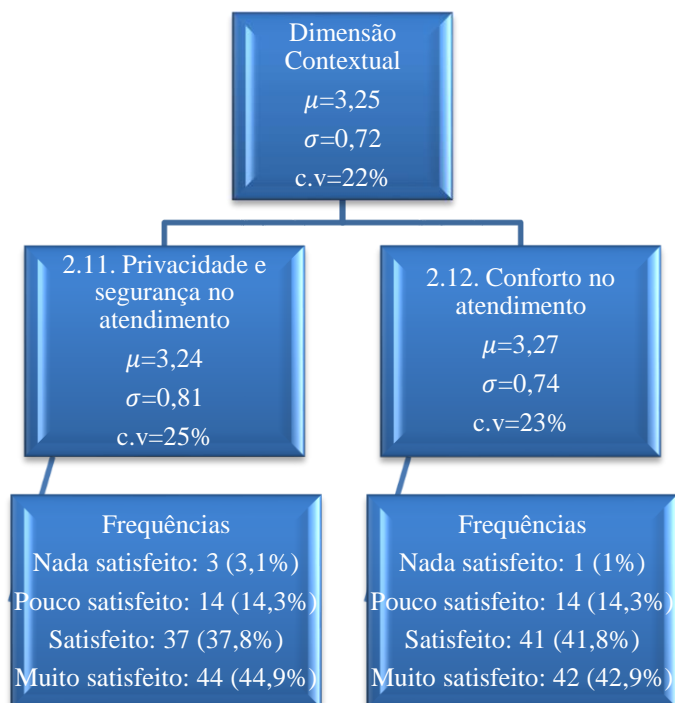 Dimensão
Contextual
μ=3,25
σ=0,72
c.v=22%
2.11. Privacidade e
segurança no
atendimento
μ=3,24
σ=0,81
c.v=25%
2.12. Conforto no
atendimento
μ=3,27
σ=0,74
c.v=23%
Frequências
Nada satisfeito: 3 (3,1%)
Pouco satisfeito: 14 (14,3%)
Satisfeito: 37 (37,8%)
Muito satisfeito: 44 (44,9%)
Frequências
Nada satisfeito: 1 (1%)
Pouco satisfeito: 14 (14,3%)
Satisfeito: 41 (41,8%)
Muito satisfeito: 42 (42,9%)